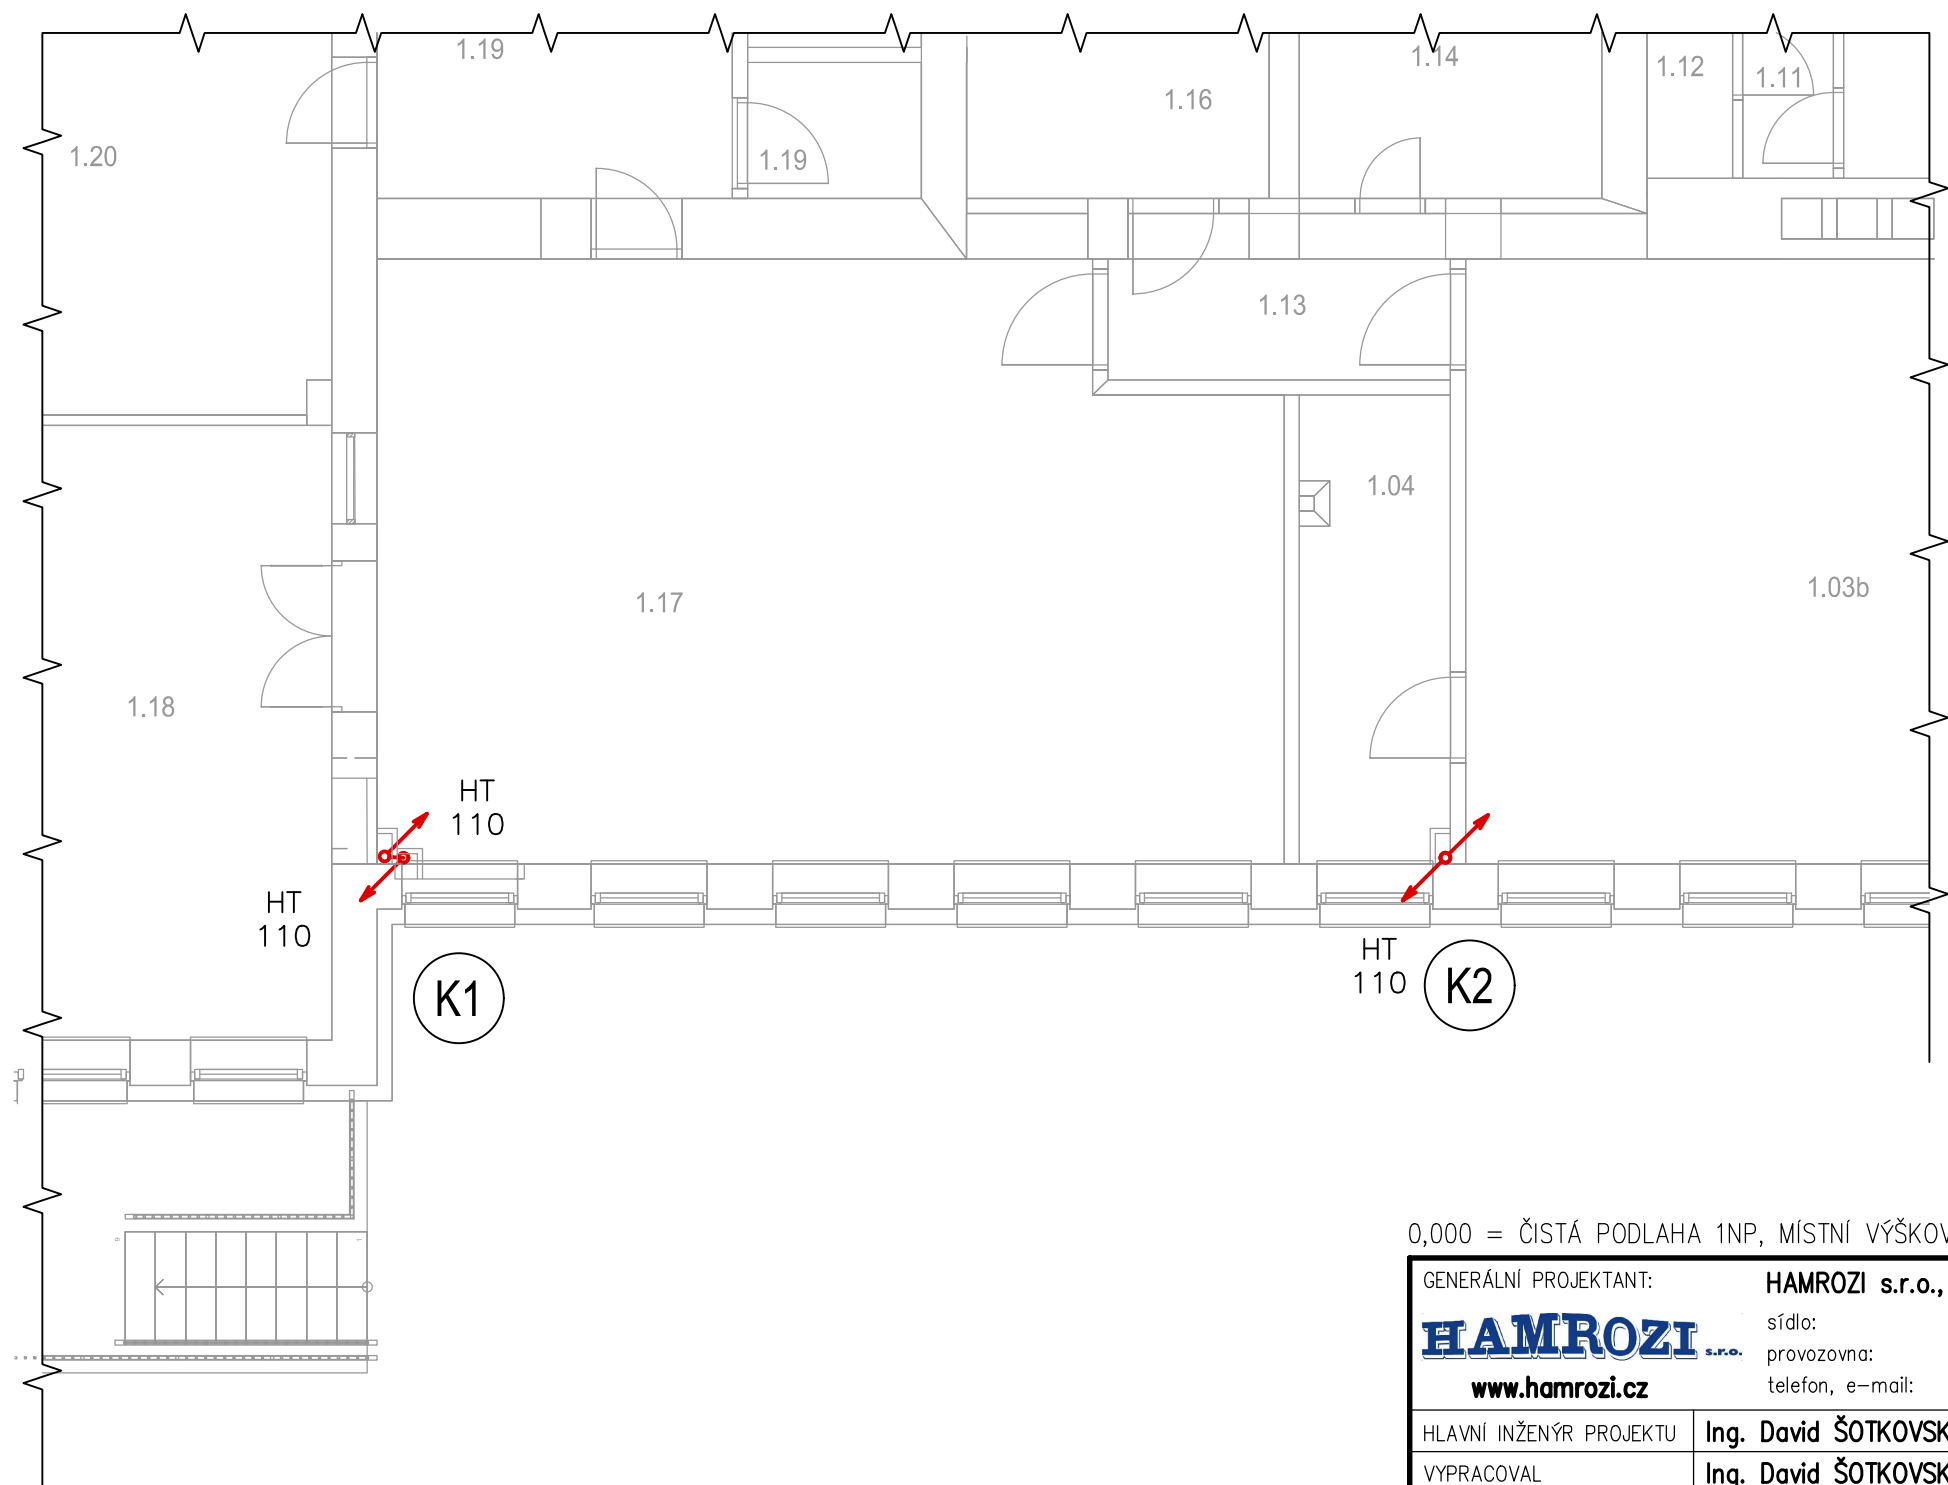 1.19
1.14
1.12
1.11
1.16
1.20
1.19
1.13
1.04
1.03b
1.17
1.18
HT
110
HT
110
HT
110
K1
K2
0,000 = ČISTÁ PODLAHA 1NP, MÍSTNÍ VÝŠKOV
GENERÁLNÍ PROJEKTANT:
HAMROZI s.r.o.,
HAMROZI s.r.o.
www.hamrozi.cz
sídlo:
provozovna:
telefon, e-mail:
HLAVNÍ INŽENÝR PROJEKTU
Ing. David ŠOTKOVSK
VYPRACOVAL
Ing. David ŠOTKOVSK